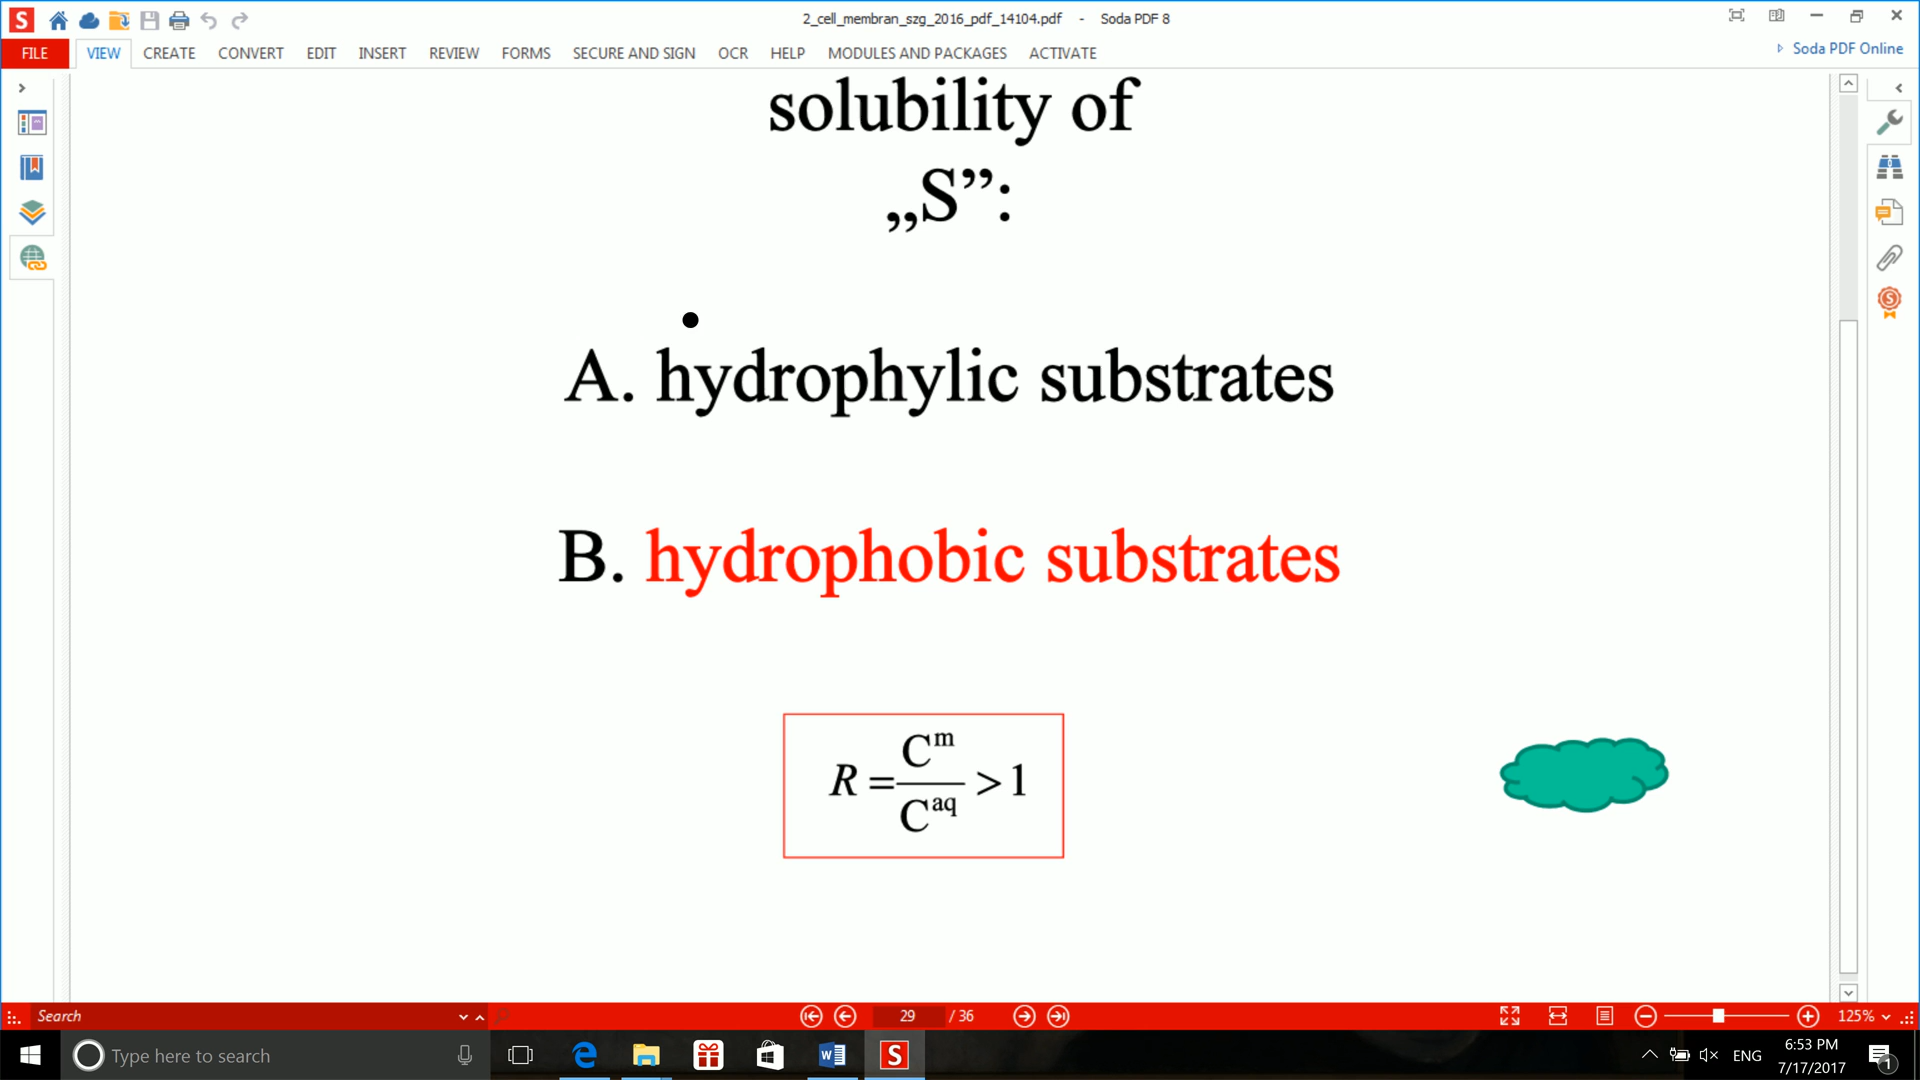 2_cell_membran_szg_2016_pdf_14104.pdf - Soda PDF 8
FILE VIEW CREATE CONVERT EDIT INSERT REVIEW FORMS SECURE AND SIGN OCR HELP MODULES AND PACKAGES ACTIVATE
Soda PDF Online
solubility of
„S”:
A. hydrophylic substrates
B. hydrophobic substrates
R = C^m / C^aq > 1
Search
29 / 36
125%
Type here to search
ENG
6:53 PM
7/17/2017
1